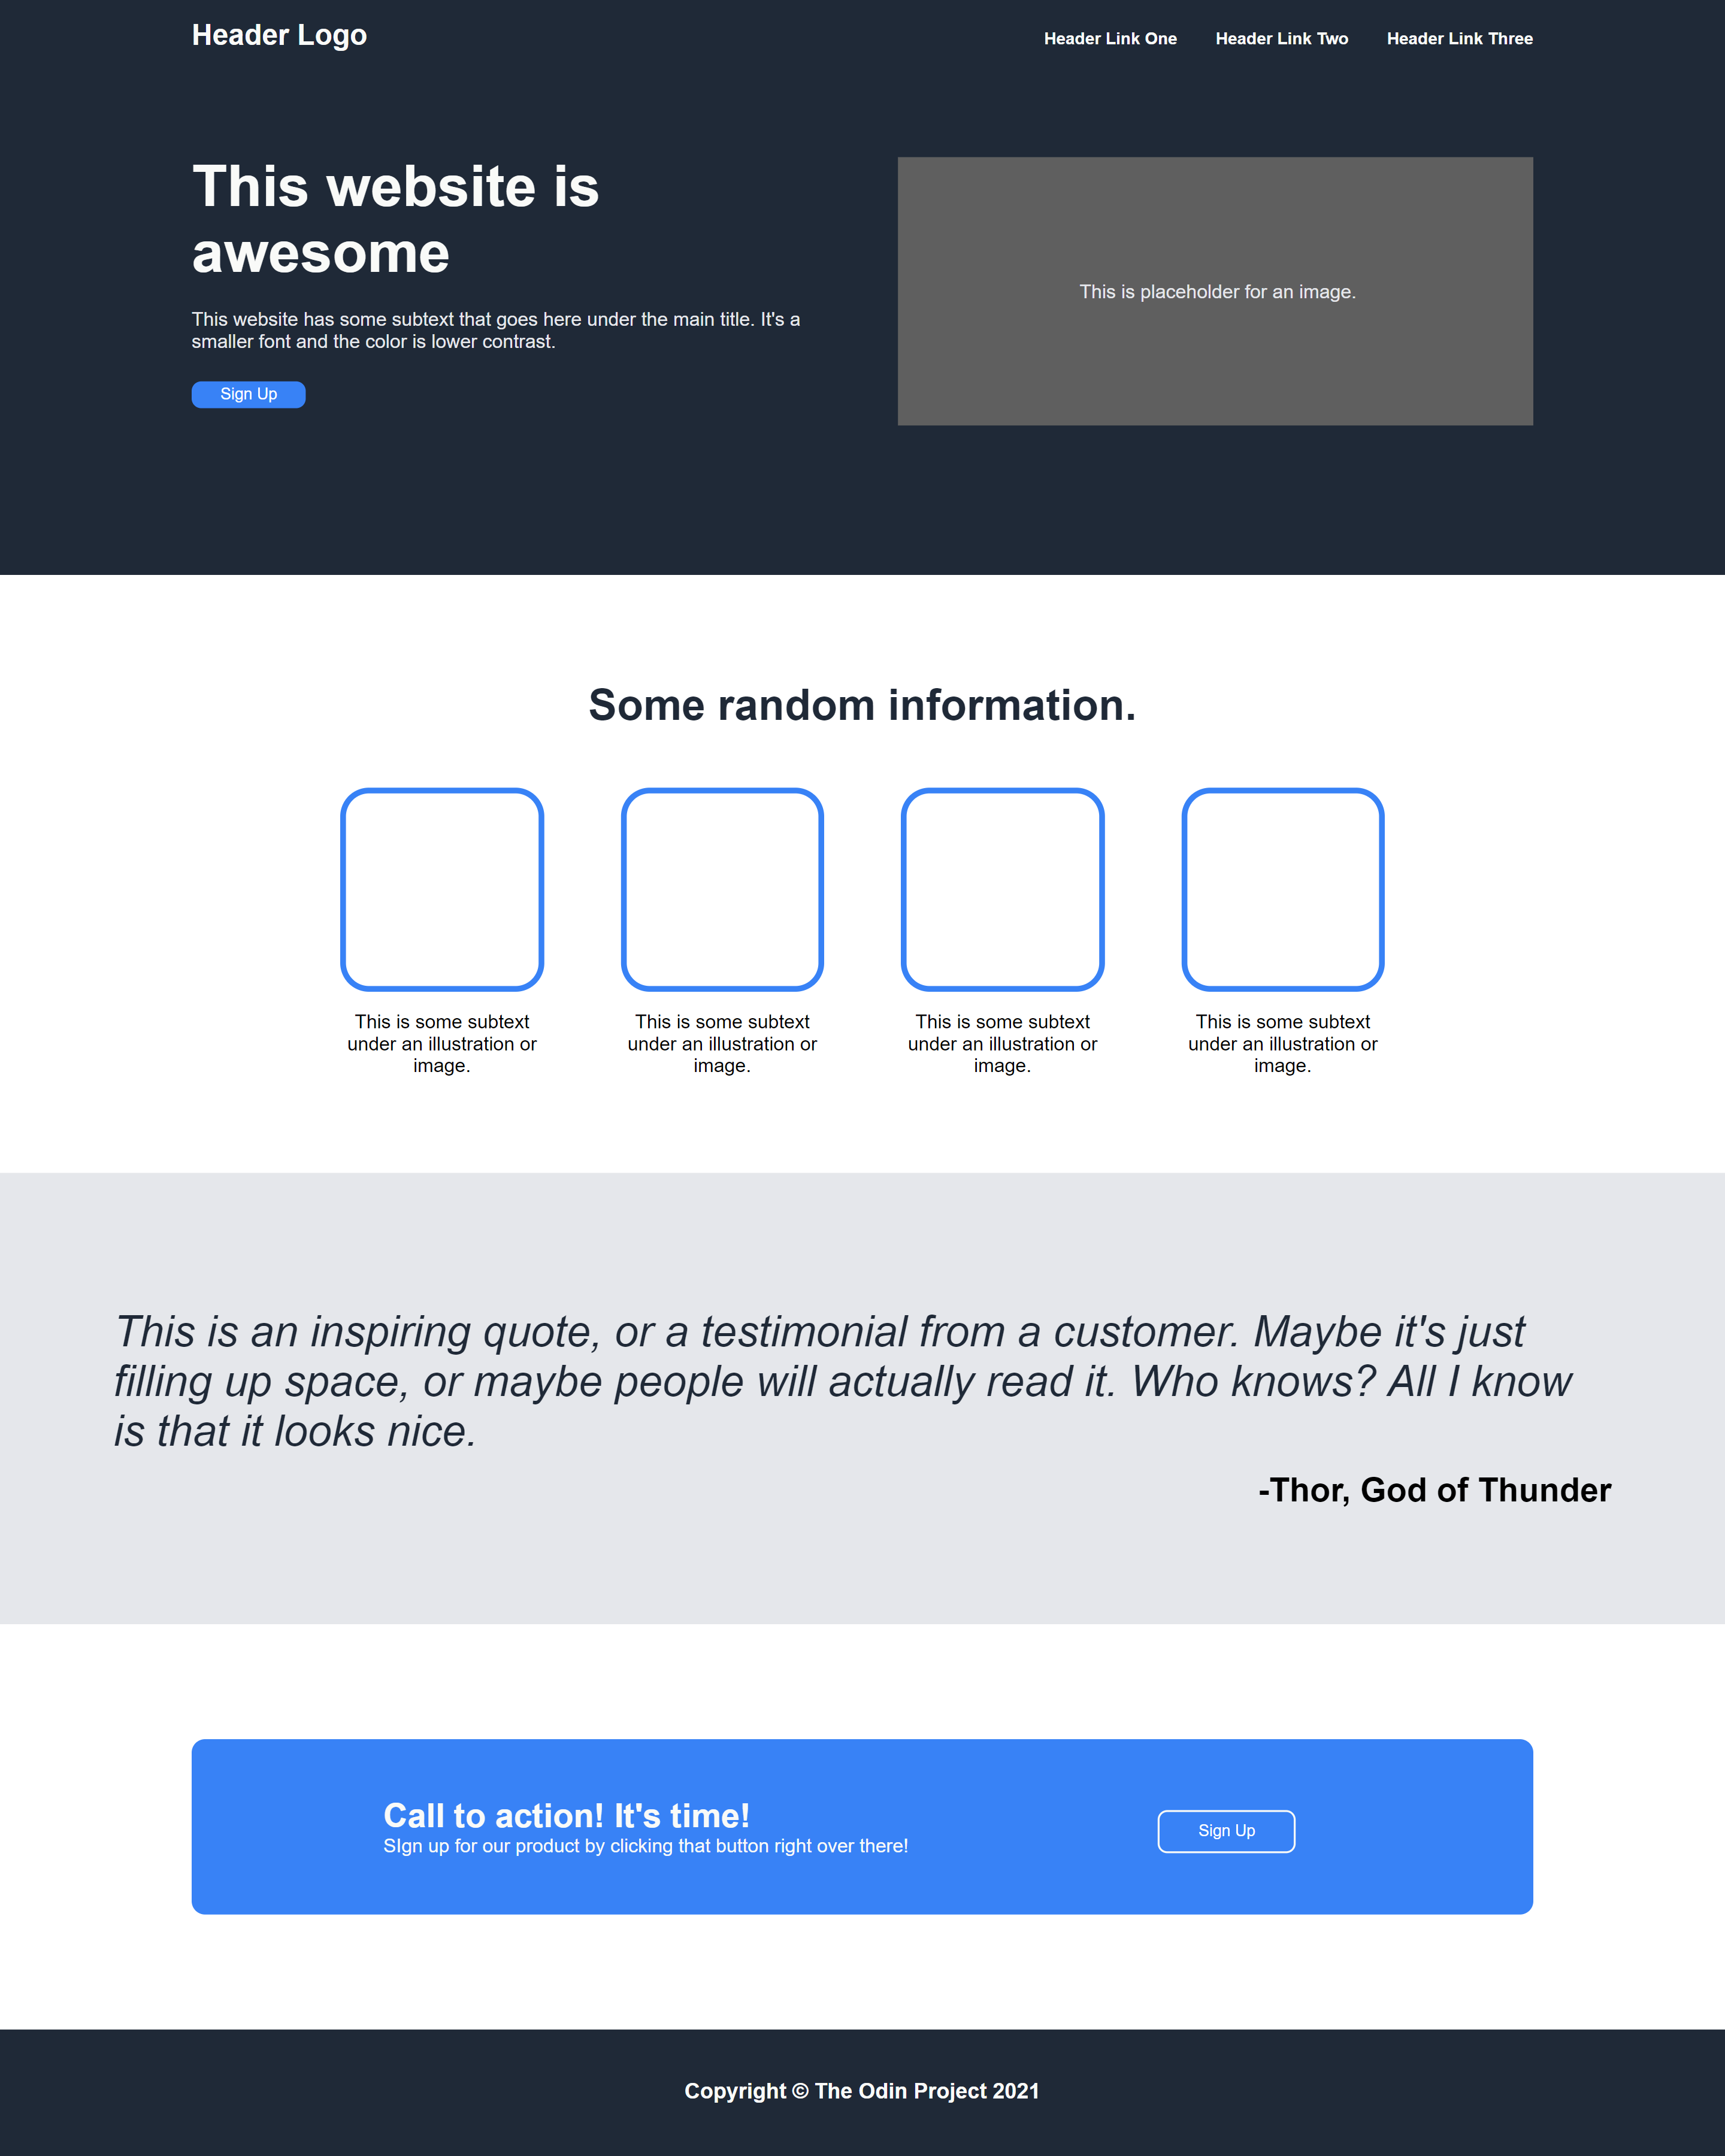 Header Logo
Header Link One
Header Link Two
Header Link Three
This website is
awesome
This website has some subtext that goes here under the main title. It's a
smaller font and the color is lower contrast.
Sign Up
This is placeholder for an image.
Some random information.
This is some subtext
under an illustration or
image.
This is some subtext
under an illustration or
image.
This is some subtext
under an illustration or
image.
This is some subtext
under an illustration or
image.
This is an inspiring quote, or a testimonial from a customer. Maybe it's just
filling up space, or maybe people will actually read it. Who knows? All I know
is that it looks nice.
-Thor, God of Thunder
Call to action! It's time!
SIgn up for our product by clicking that button right over there!
Sign Up
Copyright © The Odin Project 2021